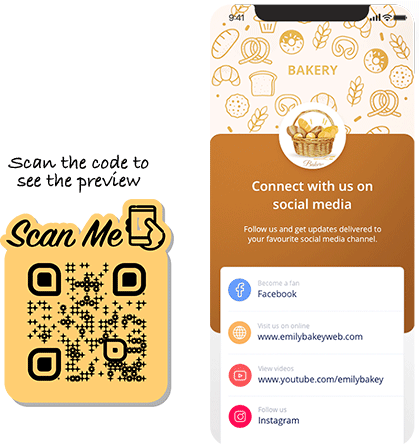 Scan the code to
see the preview
Scan Me
9:41
BAKERY
Bakery
Connect with us on
social media
Follow us and get updates delivered to
your favourite social media channel.
Become a fan
Facebook
Visit us on online
www.emilybakeyweb.com
View videos
www.youtube.com/emilybakey
Follow us
Instagram